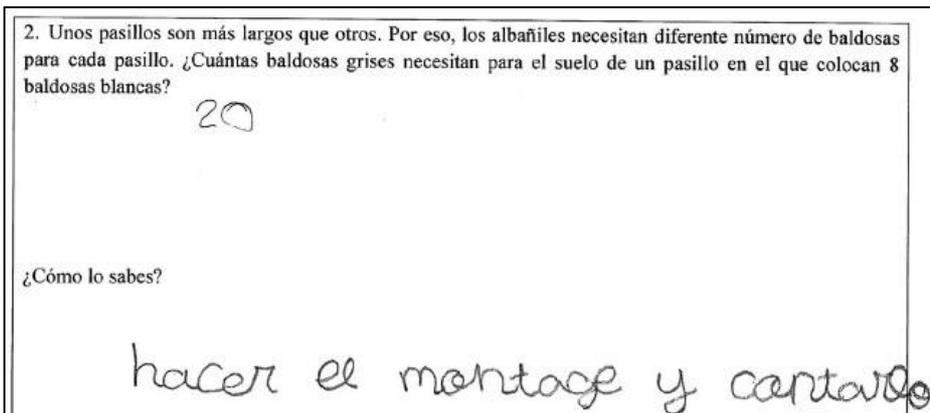 2. Unos pasillos son más largos que otros. Por eso, los albañiles necesitan diferente número de baldosas
para cada pasillo. ¿Cuántas baldosas grises necesitan para el suelo de un pasillo en el que colocan 8
baldosas blancas?
20
¿Cómo lo sabes?
hacer el montage y cantarlo